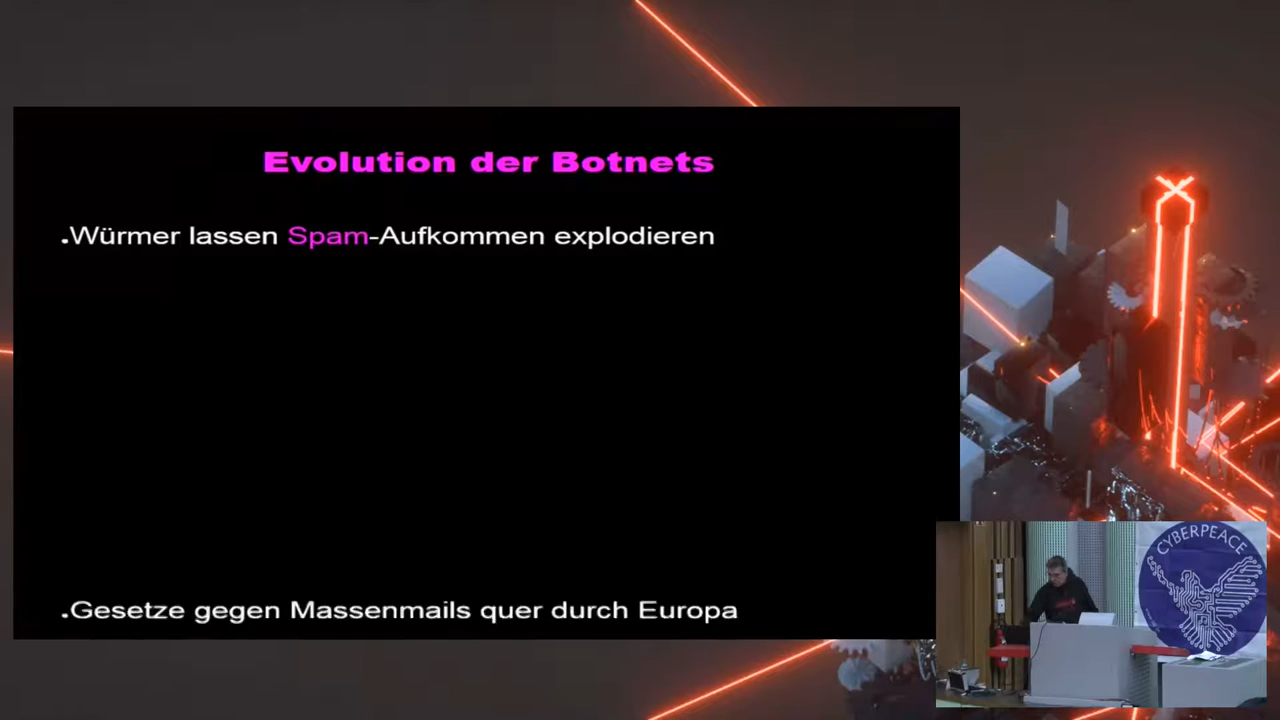 Evolution der Botnets
.Würmer lassen Spam-Aufkommen explodieren
.Gesetze gegen Massenmails quer durch Europa
CYBERPEACE